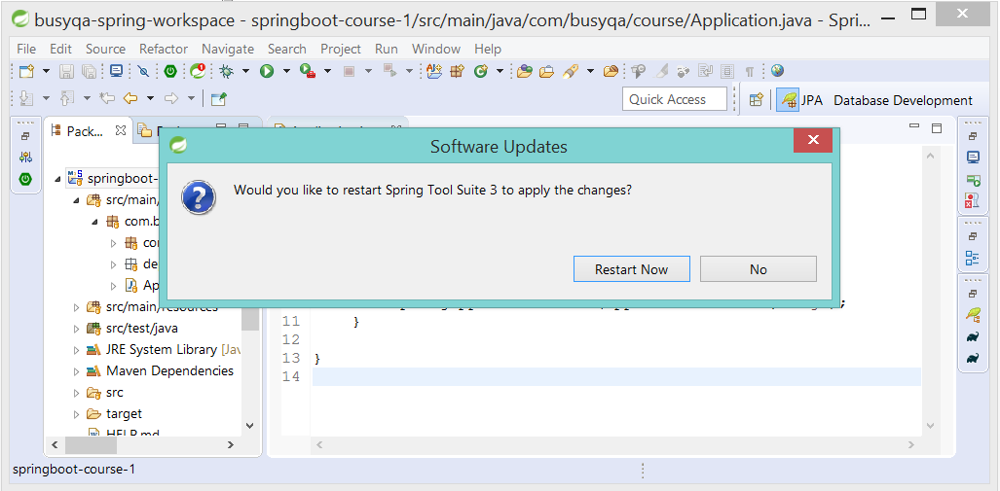 busyqa-spring-workspace - springboot-course-1/src/main/java/com/busyqa/course/Application.java - Spri...
File Edit Source Refactor Navigate Search Project Run Window Help
Quick Access JPA Database Development
Pack...
Software Updates
Would you like to restart Spring Tool Suite 3 to apply the changes?
Restart Now No
springboot-
src/main/
com.b
co
de
Ap
src/main/resources
src/test/java
JRE System Library [Jav
Maven Dependencies
src
target
HELP.md
11 }
12
13 }
14
springboot-course-1